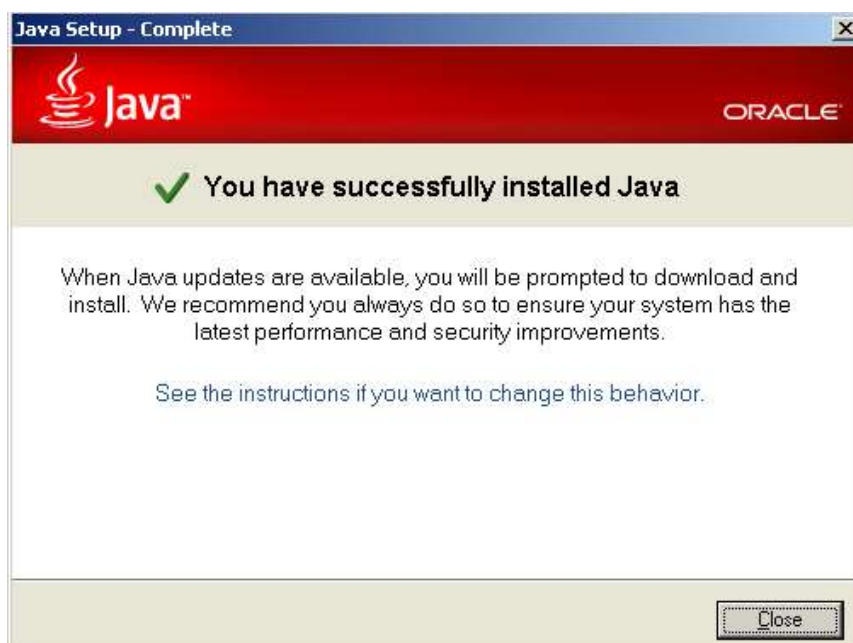 Java Setup - Complete
Java™
ORACLE
You have successfully installed Java
When Java updates are available, you will be prompted to download and
install. We recommend you always do so to ensure your system has the
latest performance and security improvements.
See the instructions if you want to change this behavior.
Close